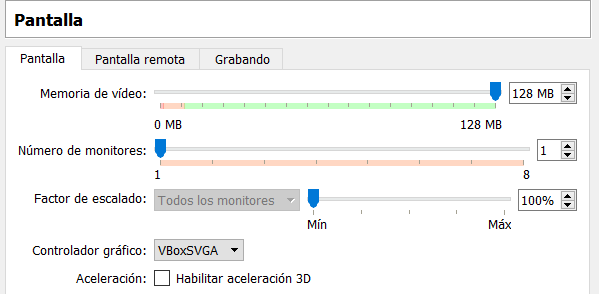 Pantalla
Pantalla Pantalla remota Grabando
Memoria de vídeo: 128 MB
0 MB 128 MB
Número de monitores: 1
1 8
Factor de escalado: Todos los monitores 100%
Mín Máx
Controlador gráfico: VBoxSVGA
Aceleración: Habilitar aceleración 3D